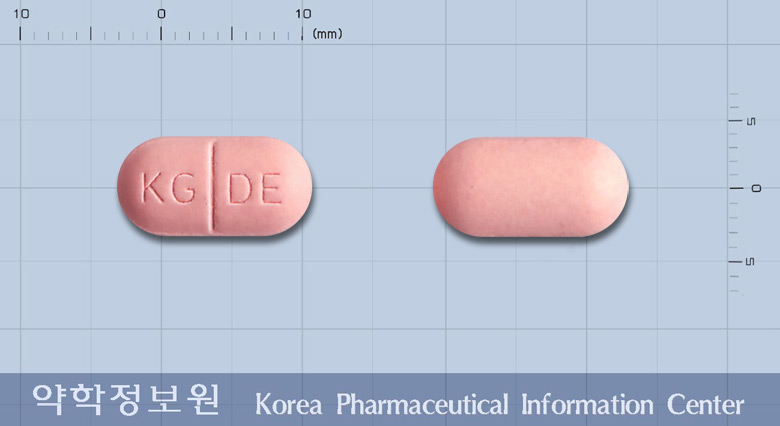 10 0 10 (mm)
5
0
5
KG DE
약학정보원 Korea Pharmaceutical Information Center